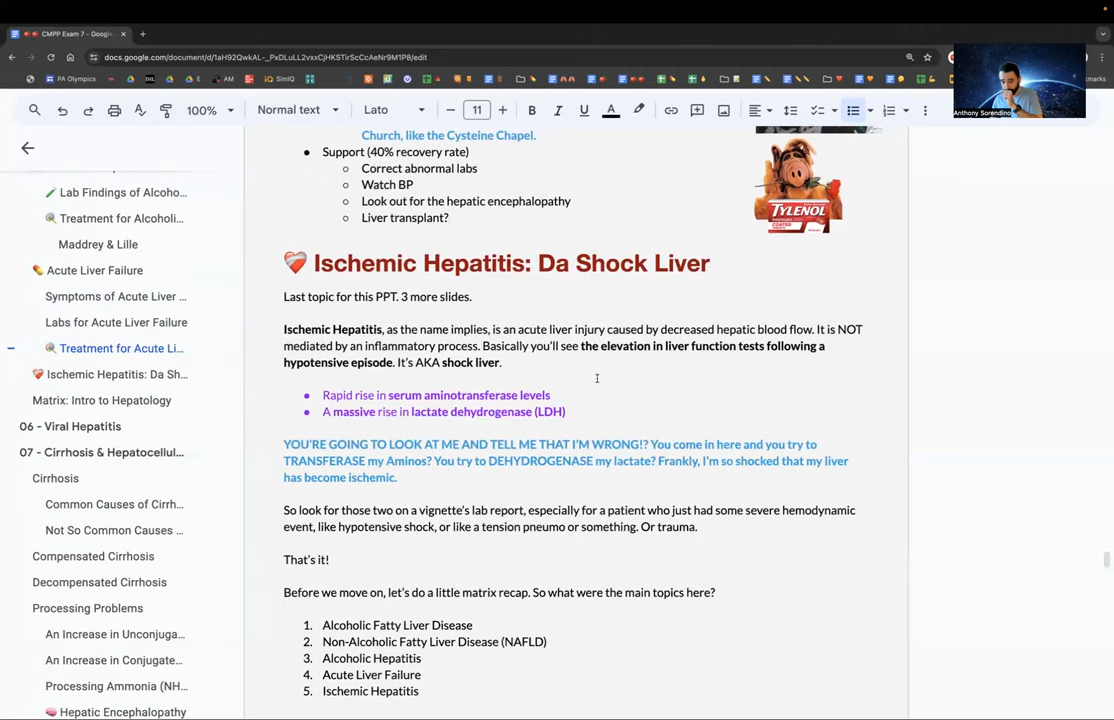 CMPP Exam 7 - Google
docs.google.com/document/d/1aH92QwkAL-_PxDLuLL2vxxCjHKSTirScCcAeNr9M1P8/edit
PA Olympics
DSL
E
AM
IQ
SimIQ
marks
100%
Normal text
Lato
11
B
I
U
A
Anthony Sorendino
Lab Findings of Alcoho...
Treatment for Alcoholi...
Maddrey & Lille
Acute Liver Failure
Symptoms of Acute Liver ...
Labs for Acute Liver Failure
Treatment for Acute Li...
Ischemic Hepatitis: Da Sh...
Matrix: Intro to Hepatology
06 - Viral Hepatitis
07 - Cirrhosis & Hepatocellul...
Cirrhosis
Common Causes of Cirrh...
Not So Common Causes ...
Compensated Cirrhosis
Decompensated Cirrhosis
Processing Problems
An Increase in Unconjuga...
An Increase in Conjugate...
Processing Ammonia (NH...
Hepatic Encephalopathy
Church, like the Cysteine Chapel.
● Support (40% recovery rate)
○ Correct abnormal labs
○ Watch BP
○ Look out for the hepatic encephalopathy
○ Liver transplant?
TYLENOL
Ischemic Hepatitis: Da Shock Liver
Last topic for this PPT. 3 more slides.
Ischemic Hepatitis, as the name implies, is an acute liver injury caused by decreased hepatic blood flow. It is NOT
mediated by an inflammatory process. Basically you'll see the elevation in liver function tests following a
hypotensive episode. It's AKA shock liver.
● Rapid rise in serum aminotransferase levels
● A massive rise in lactate dehydrogenase (LDH)
YOU'RE GOING TO LOOK AT ME AND TELL ME THAT I'M WRONG!? You come in here and you try to
TRANSFERASE my Aminos? You try to DEHYDROGENASE my lactate? Frankly, I'm so shocked that my liver
has become ischemic.
So look for those two on a vignette's lab report, especially for a patient who just had some severe hemodynamic
event, like hypotensive shock, or like a tension pneumo or something. Or trauma.
That's it!
Before we move on, let's do a little matrix recap. So what were the main topics here?
1. Alcoholic Fatty Liver Disease
2. Non-Alcoholic Fatty Liver Disease (NAFLD)
3. Alcoholic Hepatitis
4. Acute Liver Failure
5. Ischemic Hepatitis